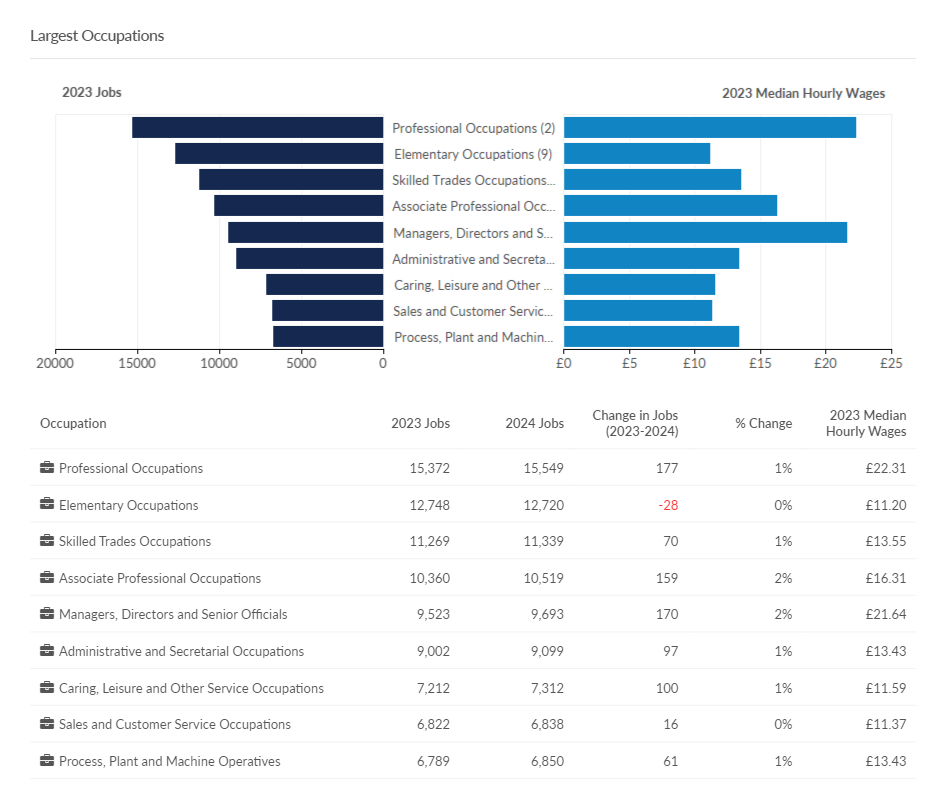 Largest Occupations
2023 Jobs
2023 Median Hourly Wages
Professional Occupations (2)
Elementary Occupations (9)
Skilled Trades Occupations...
Associate Professional Occ...
Managers, Directors and S...
Administrative and Secreta...
Caring, Leisure and Other ...
Sales and Customer Servic...
Process, Plant and Machin...
20000 15000 10000 5000 0 £0 £5 £10 £15 £20 £25
Occupation 2023 Jobs 2024 Jobs Change in Jobs (2023-2024) % Change 2023 Median Hourly Wages
Professional Occupations 15,372 15,549 177 1% £22.31
Elementary Occupations 12,748 12,720 -28 0% £11.20
Skilled Trades Occupations 11,269 11,339 70 1% £13.55
Associate Professional Occupations 10,360 10,519 159 2% £16.31
Managers, Directors and Senior Officials 9,523 9,693 170 2% £21.64
Administrative and Secretarial Occupations 9,002 9,099 97 1% £13.43
Caring, Leisure and Other Service Occupations 7,212 7,312 100 1% £11.59
Sales and Customer Service Occupations 6,822 6,838 16 0% £11.37
Process, Plant and Machine Operatives 6,789 6,850 61 1% £13.43